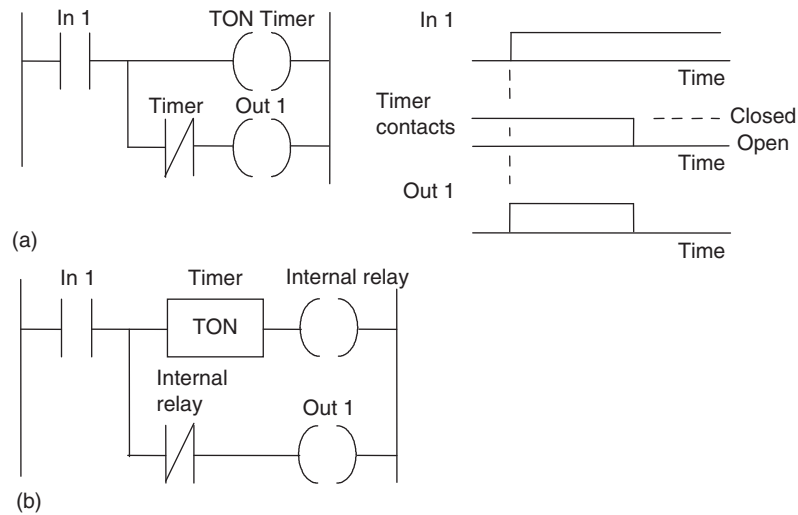 In 1
TON Timer
Timer
Out 1
In 1
Time
Timer
contacts
Closed
Open
Time
Out 1
Time
(a)
In 1
Timer
Internal relay
TON
Internal
relay
Out 1
(b)